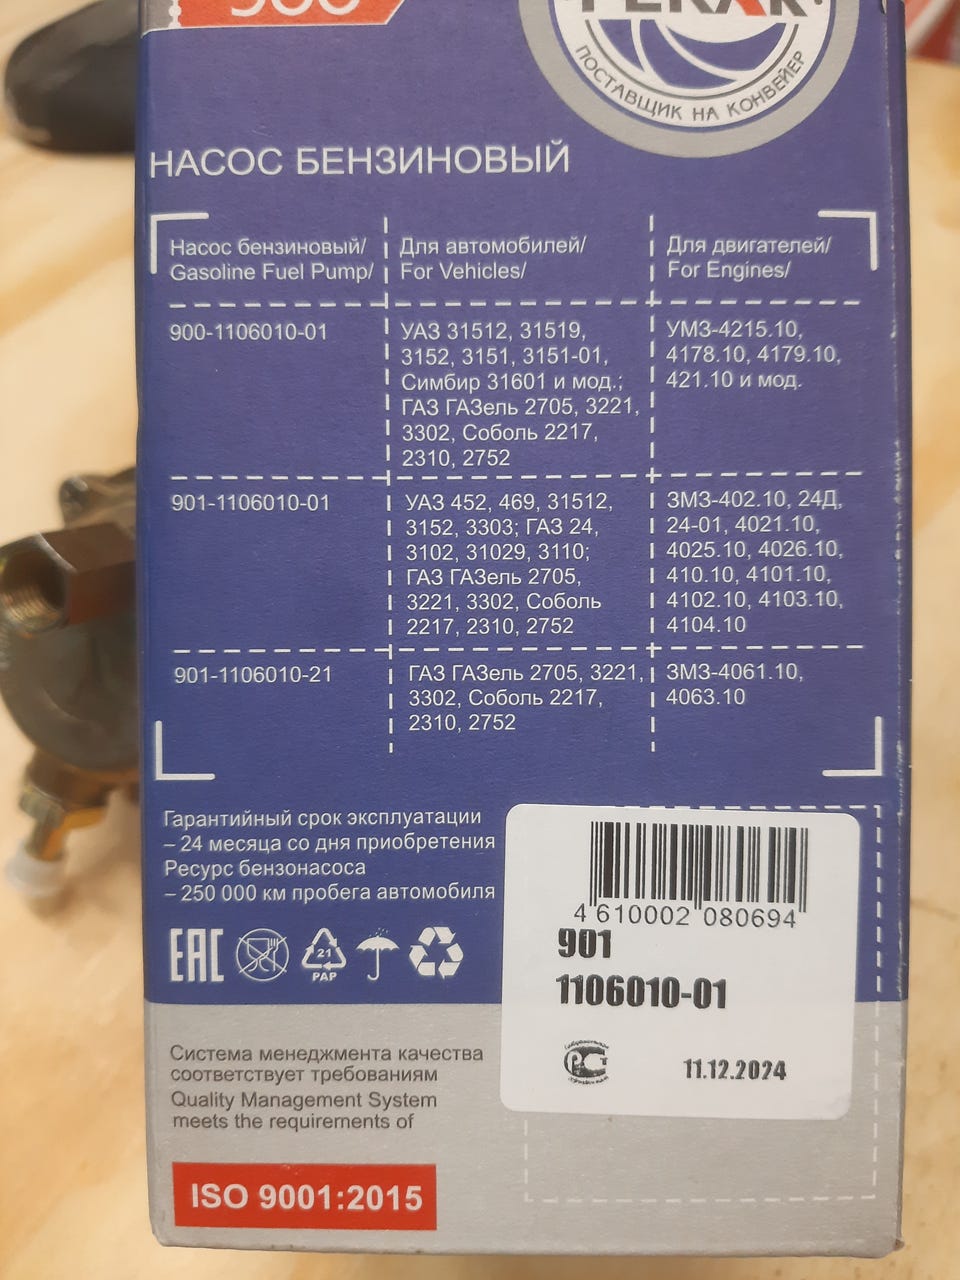 ПОСТАВЩИК НА КОНВЕЙЕР
НАСОС БЕНЗИНОВЫЙ
Насос бензиновый/
Gasoline Fuel Pump/
Для автомобилей/
For Vehicles/
Для двигателей/
For Engines/
900-1106010-01
УАЗ 31512, 31519,
3152, 3151, 3151-01,
Симбир 31601 и мод.;
ГАЗ ГАЗель 2705, 3221,
3302, Соболь 2217,
2310, 2752
УМЗ-4215.10,
4178.10, 4179.10,
421.10 и мод.
901-1106010-01
УАЗ 452, 469, 31512,
3152, 3303; ГАЗ 24,
3102, 31029, 3110;
ГАЗ ГАЗель 2705,
3221, 3302, Соболь
2217, 2310, 2752
ЗМЗ-402.10, 24Д,
24-01, 4021.10,
4025.10, 4026.10,
410.10, 4101.10,
4102.10, 4103.10,
4104.10
901-1106010-21
ГАЗ ГАЗель 2705, 3221,
3302, Соболь 2217,
2310, 2752
ЗМЗ-4061.10,
4063.10
Гарантийный срок эксплуатации
– 24 месяца со дня приобретения
Ресурс бензонасоса
– 250 000 км пробега автомобиля
EAC
21
PAP
4 610002 080694
901
1106010-01
11.12.2024
Система менеджмента качества
соответствует требованиям
Quality Management System
meets the requirements of
ISO 9001:2015